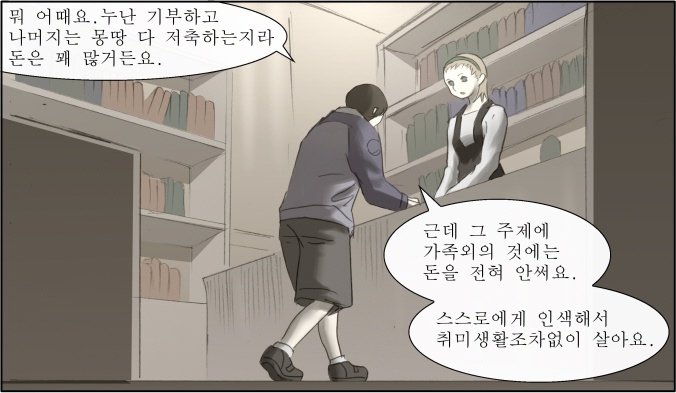 뭐 어때요.누난 기부하고
나머지는 몽땅 다 저축하는지라
돈은 꽤 많거든요.
근데 그 주제에
가족외의 것에는
돈을 전혀 안써요.
스스로에게 인색해서
취미생활조차없이 살아요.